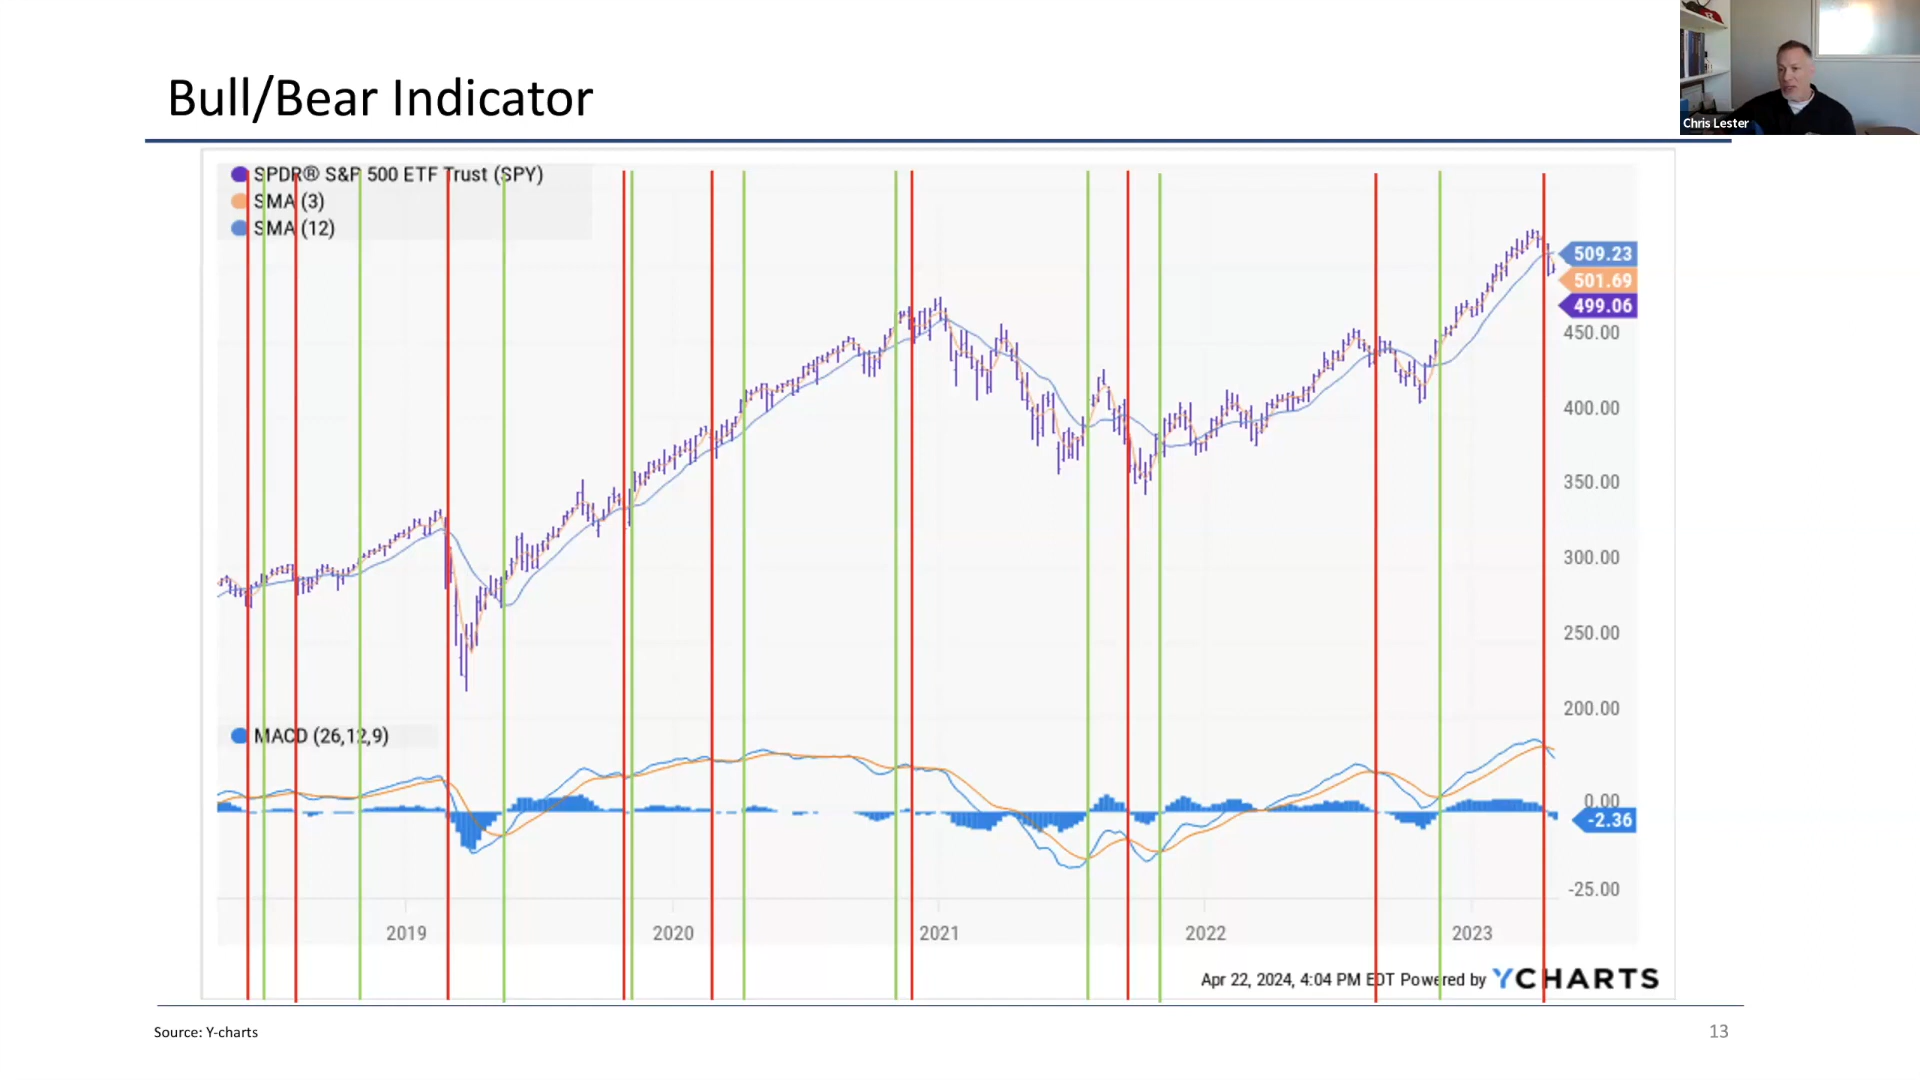 Bull/Bear Indicator
Chris Lester
SPDR® S&P 500 ETF Trust (SPY)
SMA (3)
SMA (12)
509.23
501.69
499.06
450.00
400.00
350.00
300.00
250.00
200.00
MACD (26,12,9)
0.00
-2.36
-25.00
2019 2020 2021 2022 2023
Apr 22, 2024, 4:04 PM EDT Powered by YCHARTS
Source: Y-charts
13